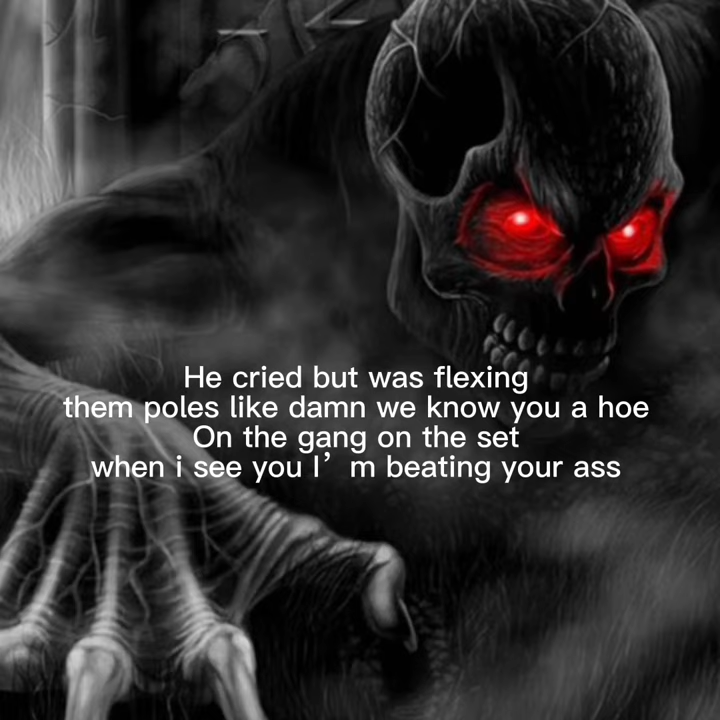 He cried but was flexing
them poles like damn we know you a hoe
On the gang on the set
when i see you I’m beating your ass